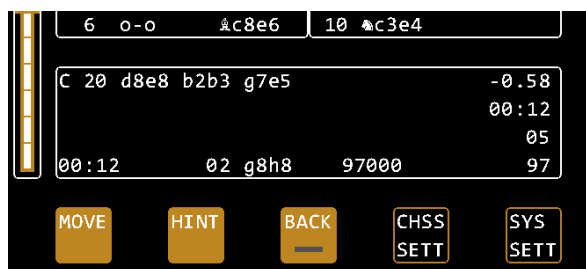 6 o-o ♗c8e6 10 ♞c3e4
C 20 d8e8 b2b3 g7e5 -0.58
00:12
05
00:12 02 g8h8 97000 97
MOVE HINT BACK CHSS SYS
SETT SETT